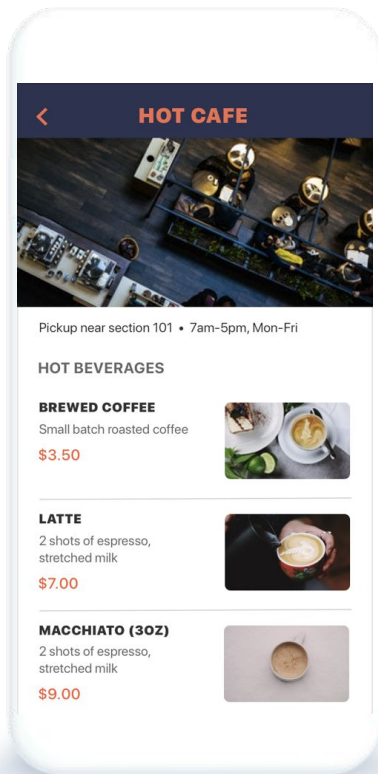 HOT CAFE
Pickup near section 101 • 7am-5pm, Mon-Fri
HOT BEVERAGES
BREWED COFFEE
Small batch roasted coffee
$3.50
LATTE
2 shots of espresso,
stretched milk
$7.00
MACCHIATO (3OZ)
2 shots of espresso,
stretched milk
$9.00